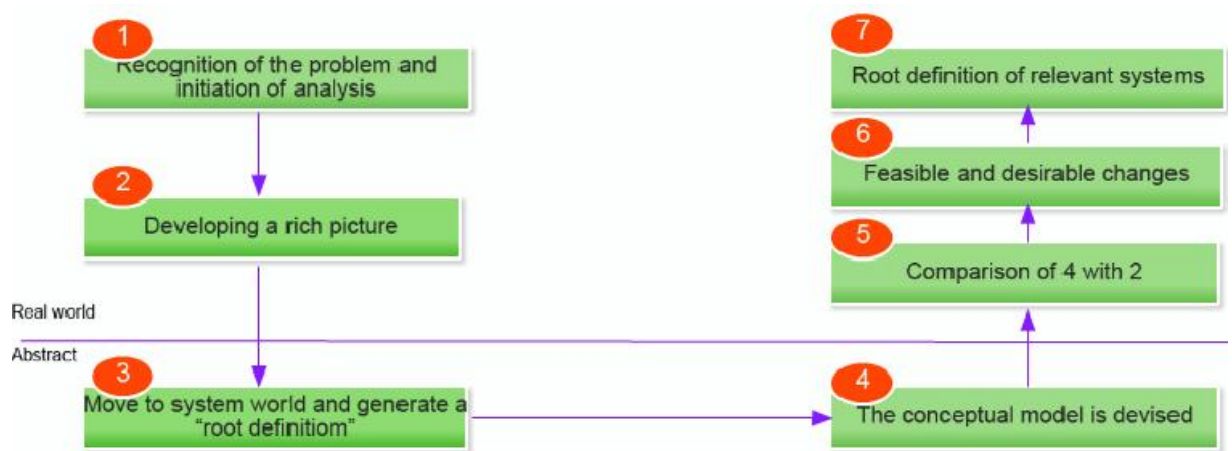 1
Recognition of the problem and
initiation of analysis
2
Developing a rich picture
Real world
Abstract
3
Move to system world and generate a
“root definitiom”
4
The conceptual model is devised
5
Comparison of 4 with 2
6
Feasible and desirable changes
7
Root definition of relevant systems